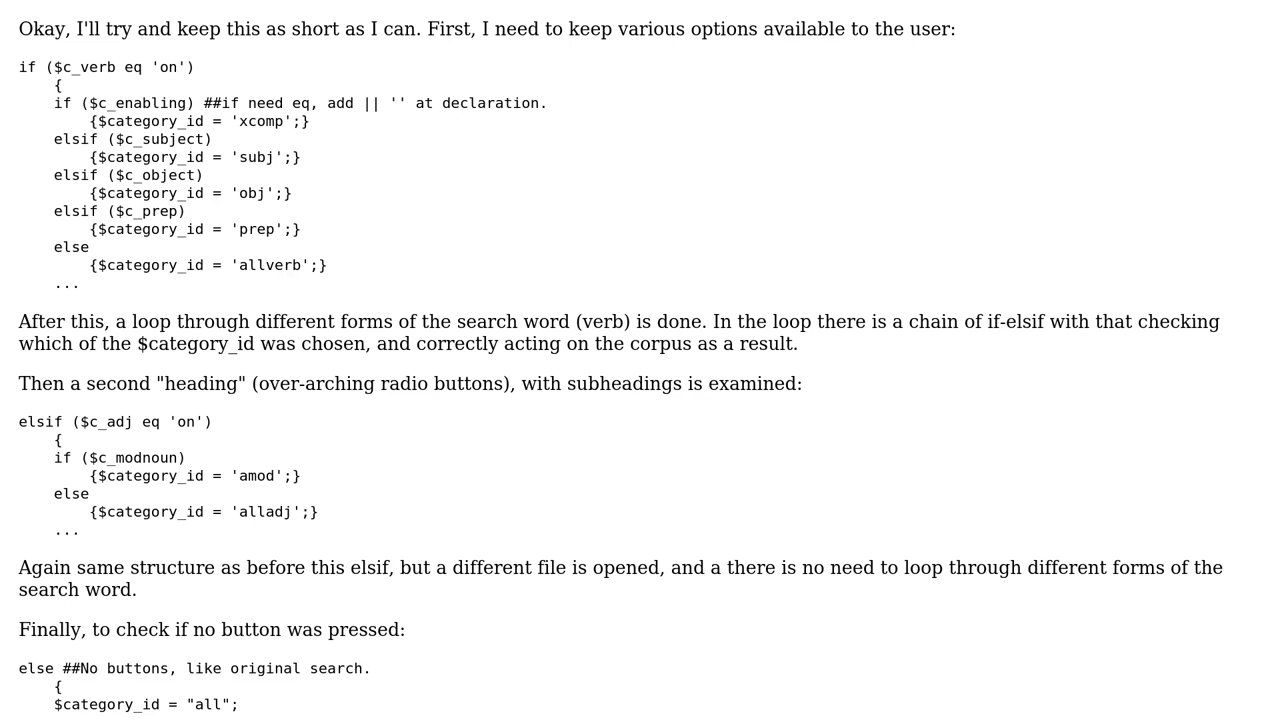 Okay, I'll try and keep this as short as I can. First, I need to keep various options available to the user:
if ($c_verb eq 'on')
    {
    if ($c_enabling) ##if need eq, add || '' at declaration.
        {$category_id = 'xcomp';}
    elsif ($c_subject)
        {$category_id = 'subj';}
    elsif ($c_object)
        {$category_id = 'obj';}
    elsif ($c_prep)
        {$category_id = 'prep';}
    else
        {$category_id = 'allverb';}
    ...
After this, a loop through different forms of the search word (verb) is done. In the loop there is a chain of if-elsif with that checking
which of the $category_id was chosen, and correctly acting on the corpus as a result.
Then a second "heading" (over-arching radio buttons), with subheadings is examined:
elsif ($c_adj eq 'on')
    {
    if ($c_modnoun)
        {$category_id = 'amod';}
    else
        {$category_id = 'alladj';}
    ...
Again same structure as before this elsif, but a different file is opened, and a there is no need to loop through different forms of the
search word.
Finally, to check if no button was pressed:
else ##No buttons, like original search.
    {
    $category_id = "all";